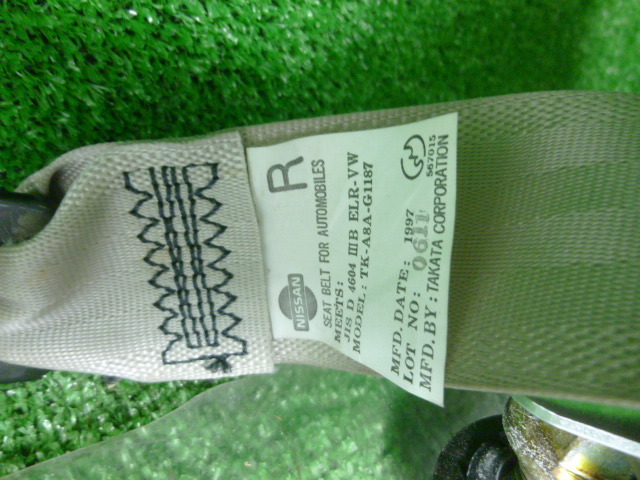 R
NISSAN
SEAT BELT FOR AUTOMOBILES
MEETS:
JIS D 4604 ⅢB ELR-VW
MODEL: TK-A8A-G1187
MFD. DATE: 1997
LOT NO: 0611
MFD. BY: TAKATA CORPORATION
567015